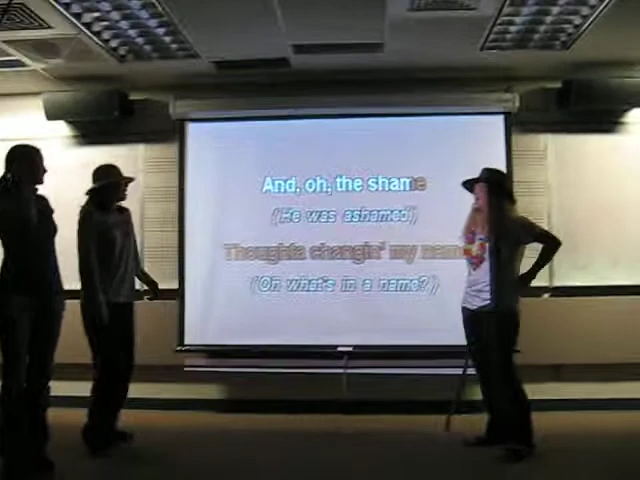 And, oh, the shame
(He was ashamed)
Thoughta changin' my name
(Oh what's in a name?)